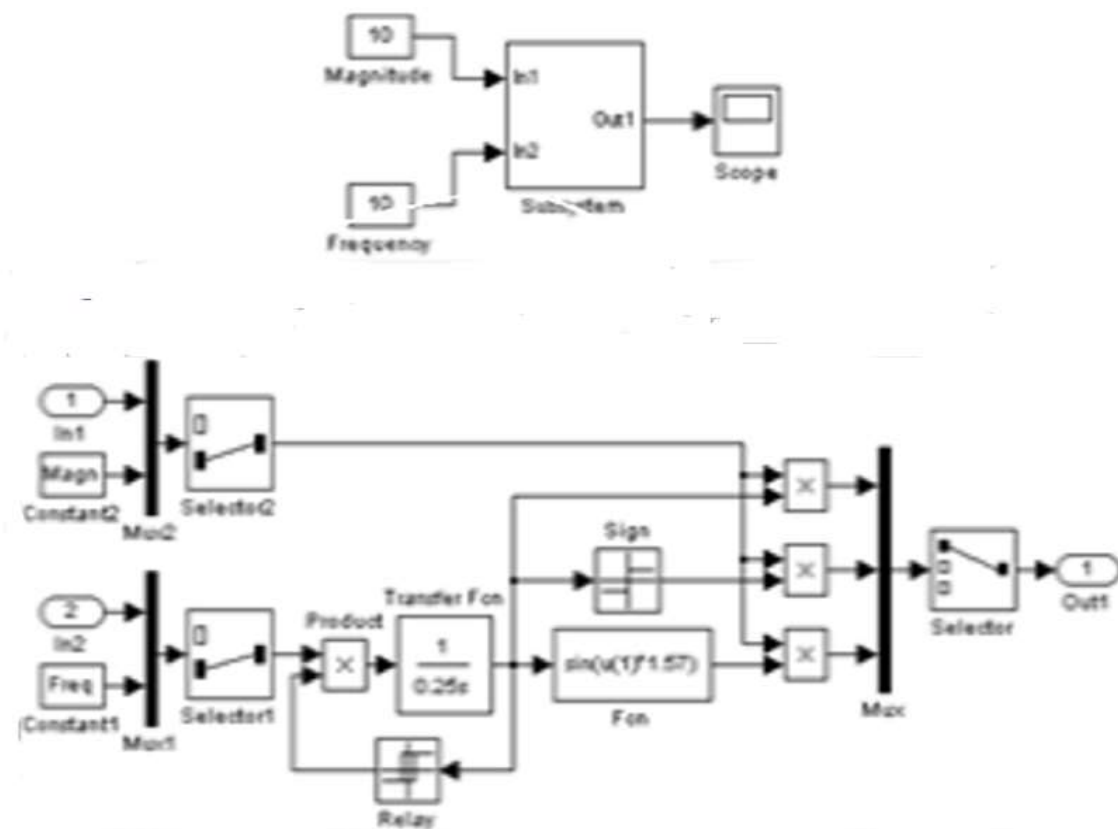 10
Magnitude
In1
Out1
In2
Scope
10
Subsystem
Frequency
1
In1
Magn
Constant2
Mux2
Selector2
Sign
2
In2
Freq
Constant1
Mux1
Selector1
Product
×
Transfer Fcn
1
0.25s
sin(u(1)*1.57)
Fcn
Relay
×
×
×
Mux
Selector
1
Out1